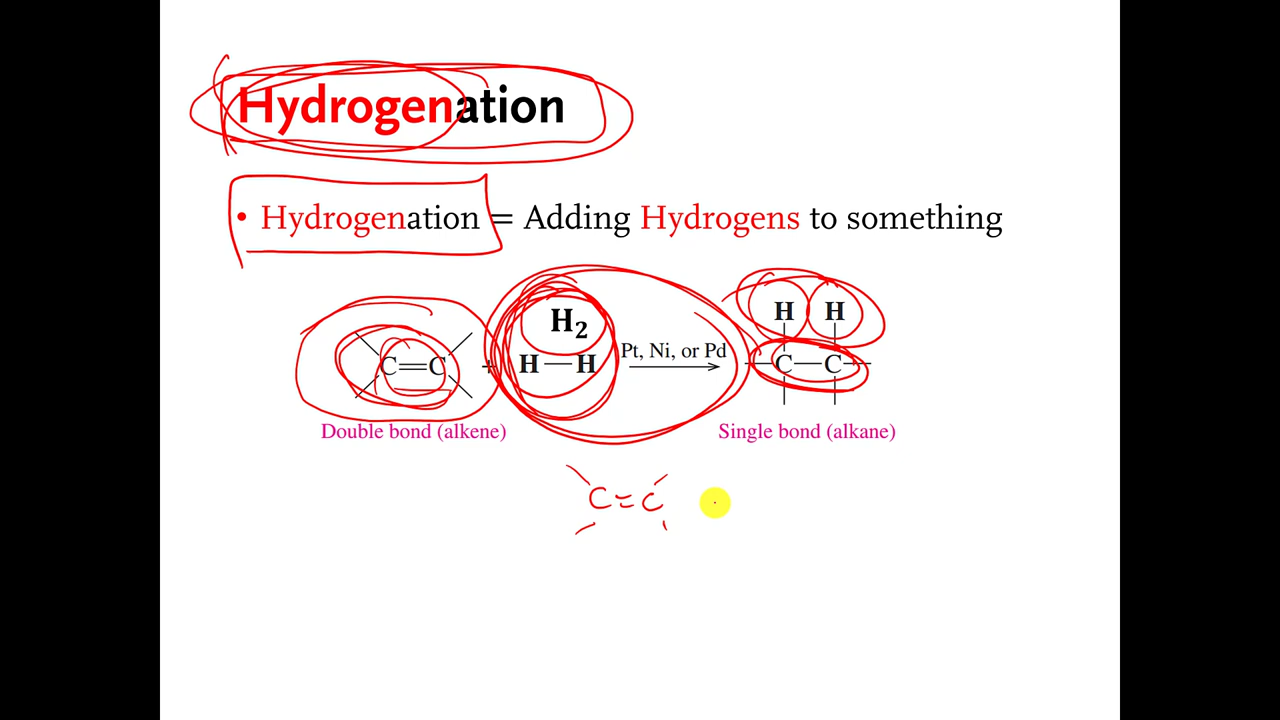 Hydrogenation
• Hydrogenation = Adding Hydrogens to something
H₂
C=C + H—H Pt, Ni, or Pd → C—C
H H
Double bond (alkene) Single bond (alkane)
C=C